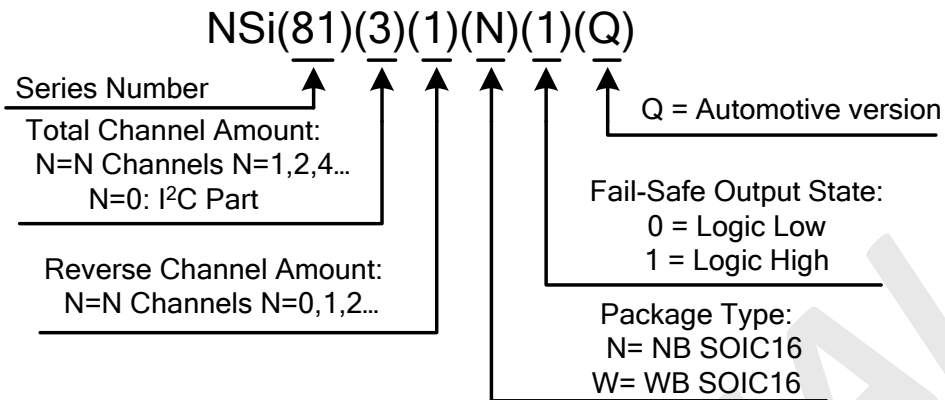 NSi(81)(3)(1)(N)(1)(Q)
Series Number
Total Channel Amount:
N=N Channels N=1,2,4…
N=0: I²C Part
Reverse Channel Amount:
N=N Channels N=0,1,2…
Q = Automotive version
Fail-Safe Output State:
0 = Logic Low
1 = Logic High
Package Type:
N= NB SOIC16
W= WB SOIC16